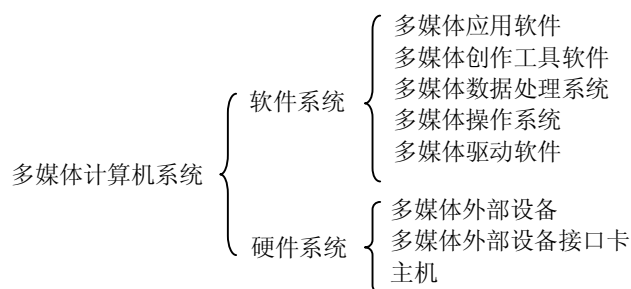 多媒体应用软件
多媒体创作工具软件
多媒体数据处理系统
软件系统
多媒体操作系统
多媒体驱动软件
多媒体计算机系统
多媒体外部设备
硬件系统
多媒体外部设备接口卡
主机